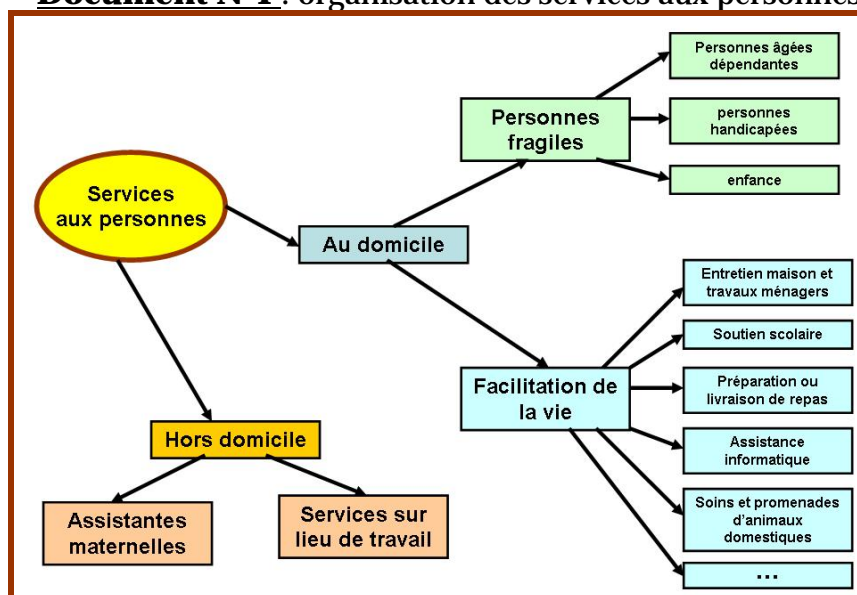 Document N°1 : organisation des services aux personnes
Services
aux personnes
Au domicile
Personnes
fragiles
Personnes âgées
dépendantes
personnes
handicapées
enfance
Facilitation de
la vie
Entretien maison et
travaux ménagers
Soutien scolaire
Préparation ou
livraison de repas
Assistance
informatique
Soins et promenades
d'animaux
domestiques
...
Hors domicile
Assistantes
maternelles
Services sur
lieu de travail